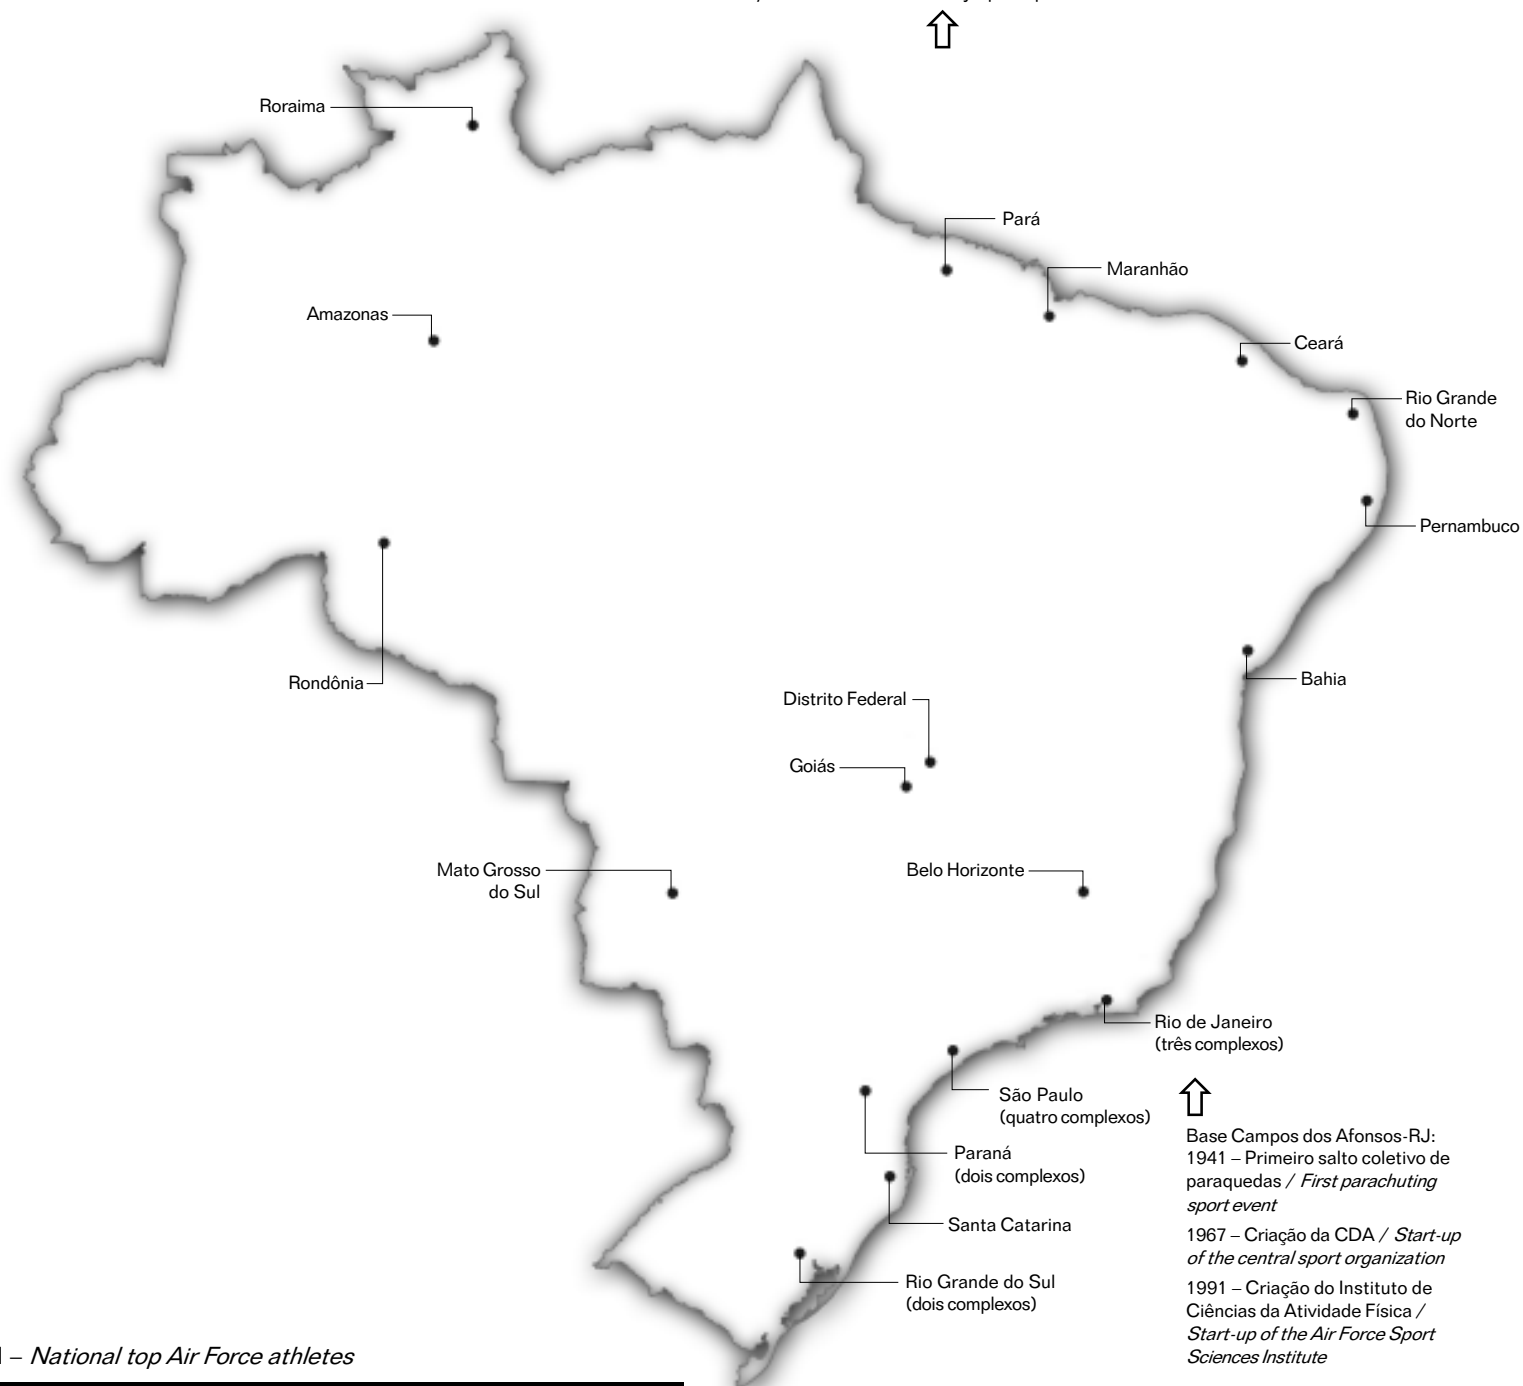 Roraima
Pará
Maranhão
Amazonas
Ceará
Rio Grande
do Norte
Pernambuco
Rondônia
Bahia
Distrito Federal
Goiás
Mato Grosso
do Sul
Belo Horizonte
Rio de Janeiro
(três complexos)
São Paulo
(quatro complexos)
Paraná
(dois complexos)
Santa Catarina
Rio Grande do Sul
(dois complexos)
Base Campos dos Afonsos-RJ:
1941 – Primeiro salto coletivo de
paraquedas / First parachuting
sport event
1967 – Criação da CDA / Start-up
of the central sport organization
1991 – Criação do Instituto de
Ciências da Atividade Física /
Start-up of the Air Force Sport
Sciences Institute
– National top Air Force athletes